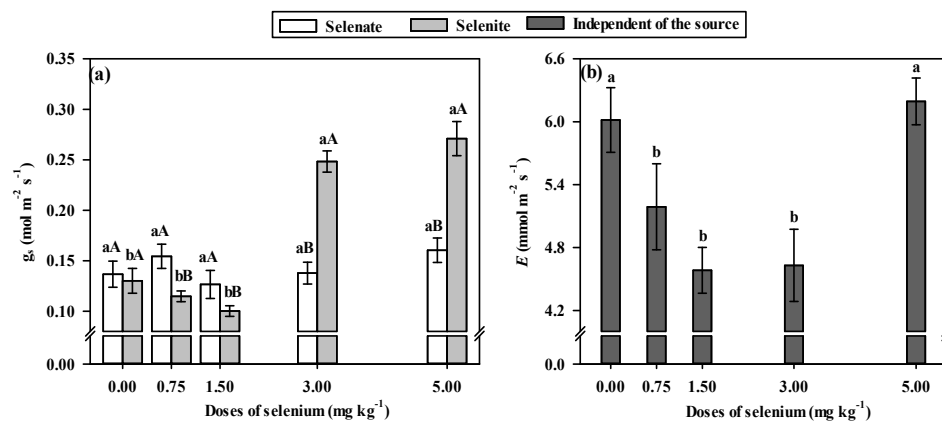 Selenate Selenite Independent of the source
(a)
0.35
0.30
0.25
0.20
0.15
0.10
0.00
gs (mol m⁻² s⁻¹)
aA bA aA bB aA bB aB aA aB aA
0.00 0.75 1.50 3.00 5.00
Doses of selenium (mg kg⁻¹)
(b)
6.6
6.0
5.4
4.8
4.2
0.0
E (mmol m⁻² s⁻¹)
a b b b a
0.00 0.75 1.50 3.00 5.00
Doses of selenium (mg kg⁻¹)